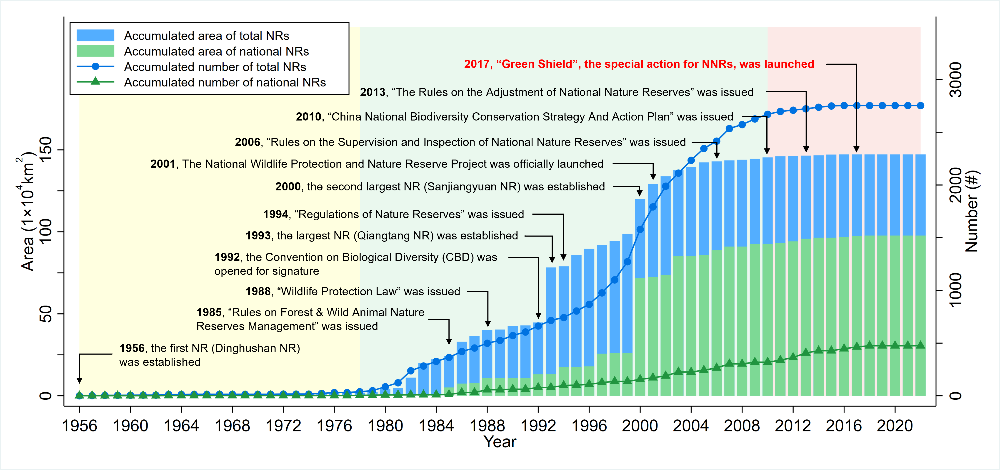 Accumulated area of total NRs
Accumulated area of national NRs
Accumulated number of total NRs
Accumulated number of national NRs
2017, “Green Shield”, the special action for NNRs, was launched
2013, “The Rules on the Adjustment of National Nature Reserves” was issued
2010, “China National Biodiversity Conservation Strategy And Action Plan” was issued
2006, “Rules on the Supervision and Inspection of National Nature Reserves” was issued
2001, The National Wildlife Protection and Nature Reserve Project was officially launched
2000, the second largest NR (Sanjiangyuan NR) was established
1994, “Regulations of Nature Reserves” was issued
1993, the largest NR (Qiangtang NR) was established
1992, the Convention on Biological Diversity (CBD) was
opened for signature
1988, “Wildlife Protection Law” was issued
1985, “Rules on Forest & Wild Animal Nature
Reserves Management” was issued
1956, the first NR (Dinghushan NR)
was established
Area (1×10⁴km²)
150
100
50
0
Number (#)
3000
2000
1000
0
1956 1960 1964 1968 1972 1976 1980 1984 1988 1992 1996 2000 2004 2008 2012 2016 2020
Year